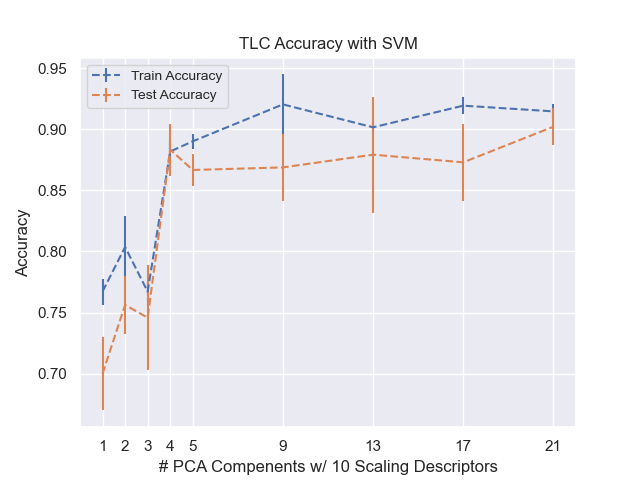 TLC Accuracy with SVM
Train Accuracy
Test Accuracy
0.95
0.90
0.85
0.80
0.75
0.70
Accuracy
1 2 3 4 5 9 13 17 21
# PCA Compenents w/ 10 Scaling Descriptors